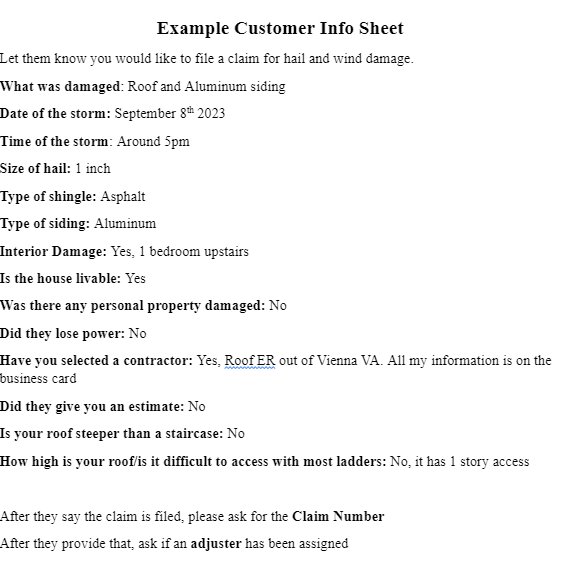 Example Customer Info Sheet
Let them know you would like to file a claim for hail and wind damage.
What was damaged: Roof and Aluminum siding
Date of the storm: September 8th 2023
Time of the storm: Around 5pm
Size of hail: 1 inch
Type of shingle: Asphalt
Type of siding: Aluminum
Interior Damage: Yes, 1 bedroom upstairs
Is the house livable: Yes
Was there any personal property damaged: No
Did they lose power: No
Have you selected a contractor: Yes, Roof ER out of Vienna VA. All my information is on the
business card
Did they give you an estimate: No
Is your roof steeper than a staircase: No
How high is your roof/is it difficult to access with most ladders: No, it has 1 story access
After they say the claim is filed, please ask for the Claim Number
After they provide that, ask if an adjuster has been assigned